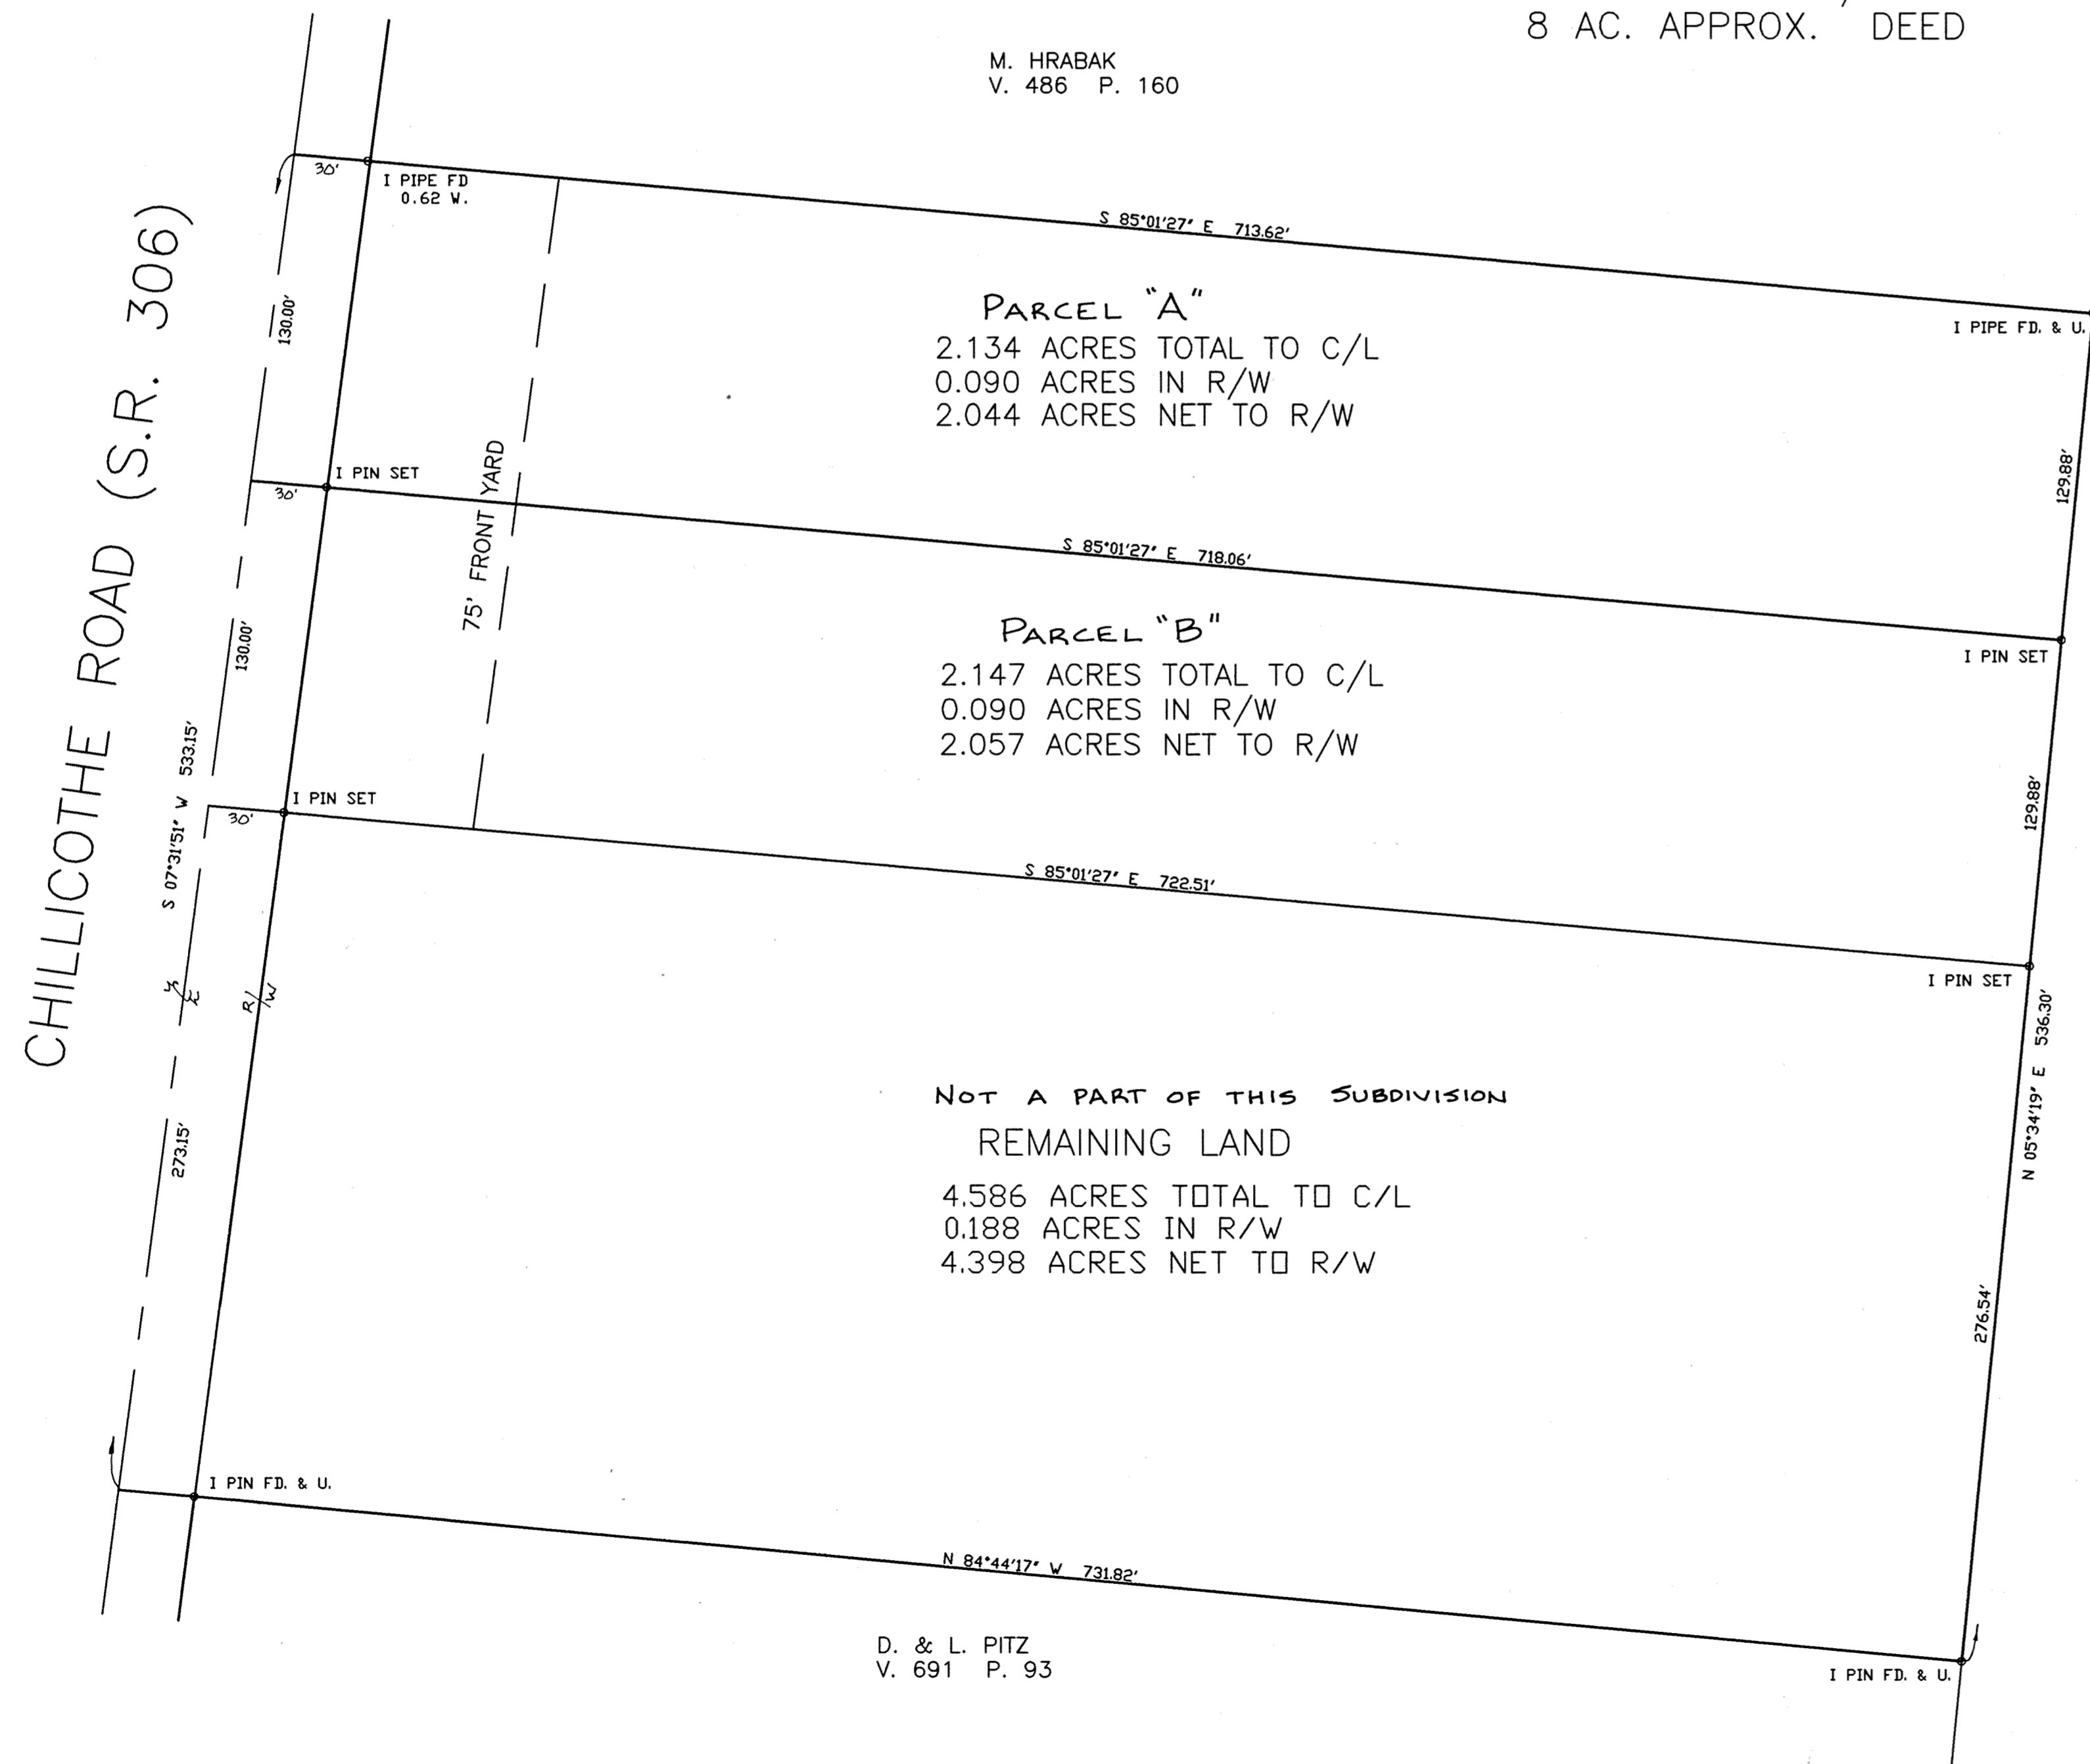 8 AC. APPROX. DEED
M. HRABAK
V. 486 P. 160
30'
I PIPE FD
0.62 W.
S 85°01'27" E 713.62'
I PIPE FD. & U.
CHILLICOTHE ROAD (S.R. 306)
130.00'
PARCEL "A"
2.134 ACRES TOTAL TO C/L
0.090 ACRES IN R/W
2.044 ACRES NET TO R/W
129.88'
I PIN SET
30'
75' FRONT YARD
S 85°01'27" E 718.06'
I PIN SET
130.00'
PARCEL "B"
2.147 ACRES TOTAL TO C/L
0.090 ACRES IN R/W
2.057 ACRES NET TO R/W
129.88'
S 07°31'51" W 533.15'
I PIN SET
30'
S 85°01'27" E 722.51'
I PIN SET
R/W
N 05°34'19" E 536.30'
273.15'
NOT A PART OF THIS SUBDIVISION
REMAINING LAND
4.586 ACRES TOTAL TO C/L
0.188 ACRES IN R/W
4.398 ACRES NET TO R/W
276.54'
I PIN FD. & U.
N 84°44'17" W 731.82'
D. & L. PITZ
V. 691 P. 93
I PIN FD. & U.